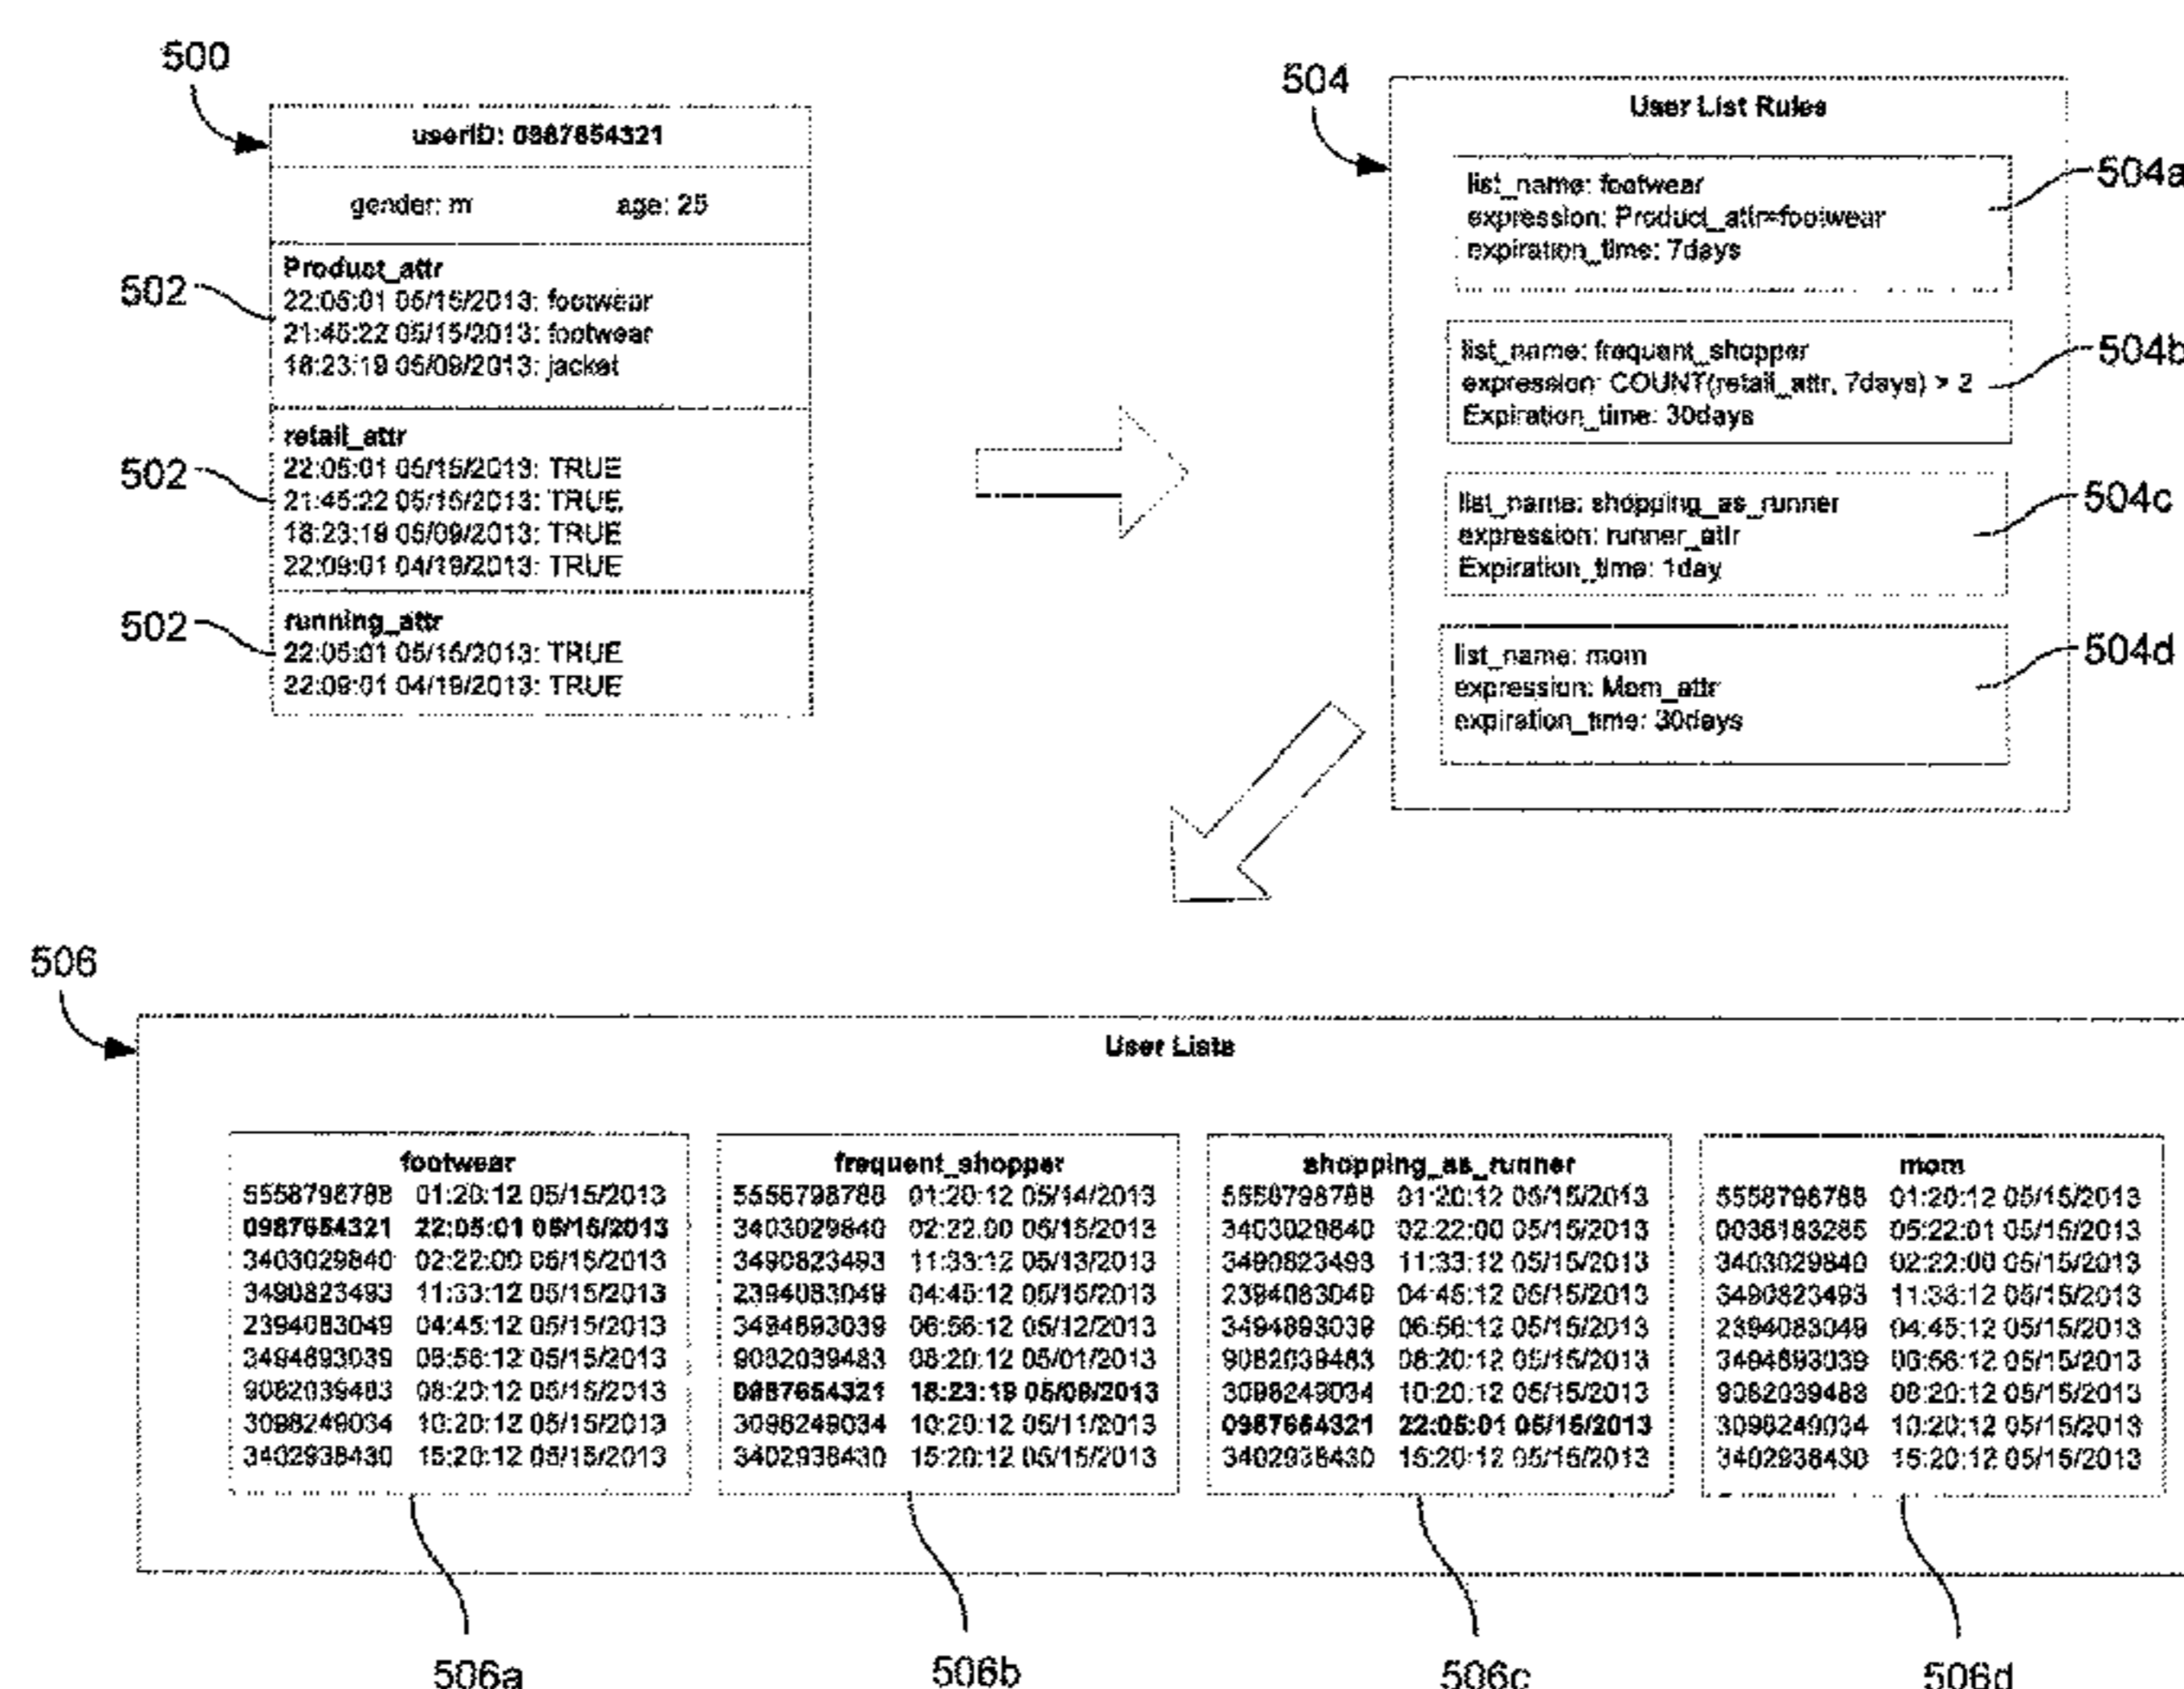 500
userID: 0987654321
gender: m age: 25
502
Product_attr
22:05:01 05/15/2013: footwear
21:45:22 05/15/2013: footwear
18:23:19 05/09/2013: jacket
502
retail_attr
22:05:01 05/15/2013: TRUE
21:45:22 05/15/2013: TRUE
18:23:19 05/09/2013: TRUE
22:09:01 04/19/2013: TRUE
502
running_attr
22:05:01 05/15/2013: TRUE
22:09:01 04/19/2013: TRUE
504
User List Rules
504a
list_name: footwear
expression: Product_attr=footwear
expiration_time: 7days
504b
list_name: frequent_shopper
expression: COUNT(retail_attr, 7days) > 2
Expiration_time: 30days
504c
list_name: shopping_as_runner
expression: runner_attr
Expiration_time: 1day
504d
list_name: mom
expression: Mom_attr
expiration_time: 30days
506
User Lists
footwear
5558798788 01:20:12 05/15/2013
0987654321 22:05:01 05/15/2013
3403029840 02:22:00 05/15/2013
3490823493 11:33:12 05/15/2013
2394083049 04:45:12 05/15/2013
3494893039 06:56:12 05/15/2013
9082039483 08:20:12 05/15/2013
3098249034 10:20:12 05/15/2013
3402938430 15:20:12 05/15/2013
506a
frequent_shopper
5558798788 01:20:12 05/14/2013
3403029840 02:22:00 05/15/2013
3490823493 11:33:12 05/13/2013
2394083049 04:45:12 05/15/2013
3494893039 06:56:12 05/12/2013
9082039483 08:20:12 05/01/2013
0987654321 18:23:19 05/09/2013
3098249034 10:20:12 05/11/2013
3402938430 15:20:12 05/15/2013
506b
shopping_as_runner
5558798788 01:20:12 05/15/2013
3403029840 02:22:00 05/15/2013
3490823493 11:33:12 05/15/2013
2394083049 04:45:12 05/15/2013
3494893039 06:56:12 05/15/2013
9082039483 08:20:12 05/15/2013
3098249034 10:20:12 05/15/2013
0987654321 22:05:01 05/15/2013
3402938430 15:20:12 05/15/2013
506c
mom
5558798788 01:20:12 05/15/2013
0036183285 05:22:01 05/15/2013
3403029840 02:22:00 05/15/2013
3490823493 11:33:12 05/15/2013
2394083049 04:45:12 05/15/2013
3494893039 06:56:12 05/15/2013
9082039483 08:20:12 05/15/2013
3098249034 10:20:12 05/15/2013
3402938430 15:20:12 05/15/2013
506d